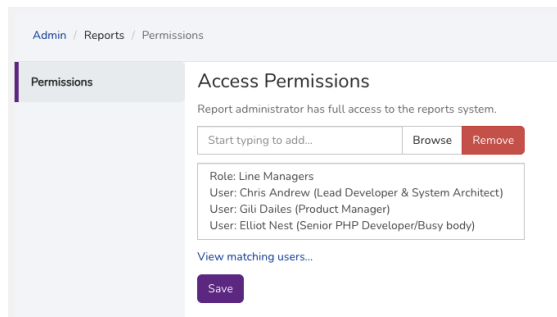 Admin / Reports / Permissions
Permissions
Access Permissions
Report administrator has full access to the reports system.
Start typing to add...
Browse
Remove
Role: Line Managers
User: Chris Andrew (Lead Developer & System Architect)
User: Gili Dailes (Product Manager)
User: Elliot Nest (Senior PHP Developer/Busy body)
View matching users...
Save